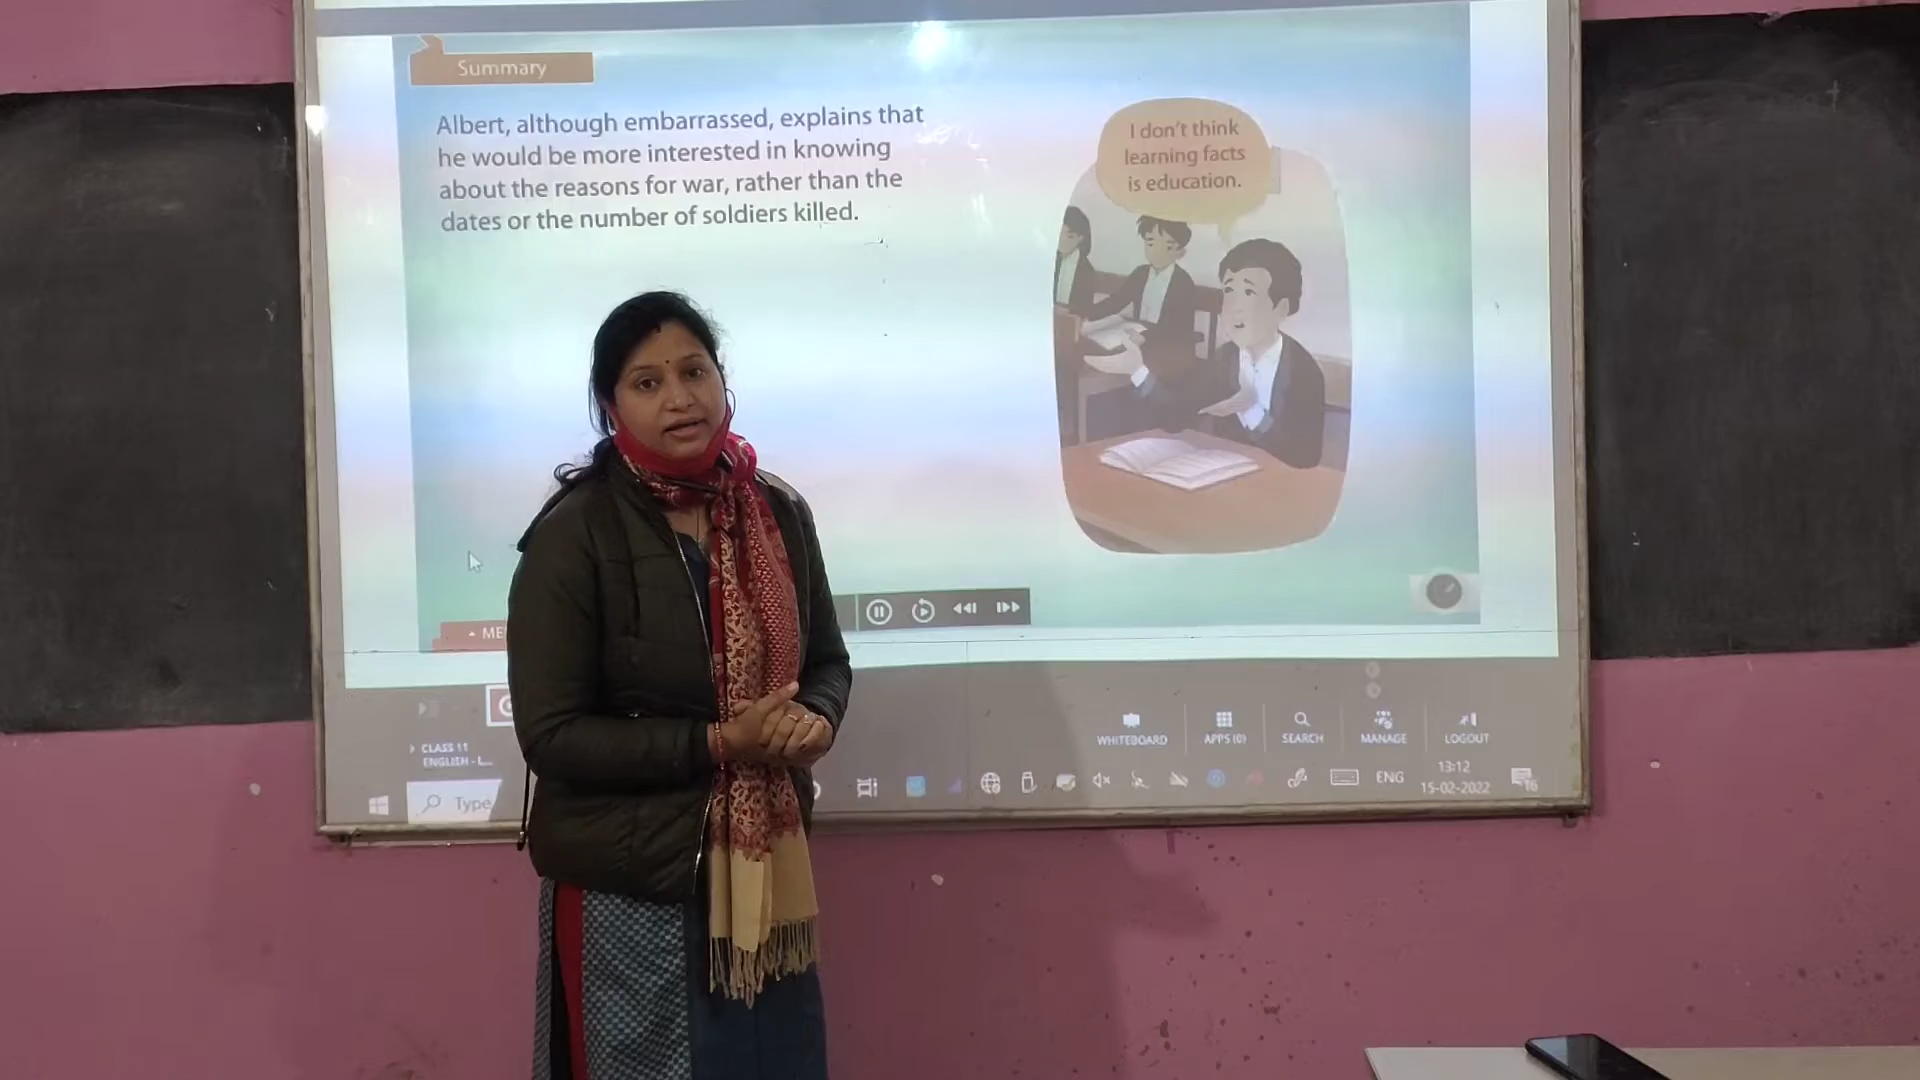 Summary
Albert, although embarrassed, explains that
he would be more interested in knowing
about the reasons for war, rather than the
dates or the number of soldiers killed.
I don't think
learning facts
is education.
CLASS 11
ENGLISH - L...
WHITEBOARD
APPS (0)
SEARCH
MANAGE
LOGOUT
Type
ENG
13:12
15-02-2022
16